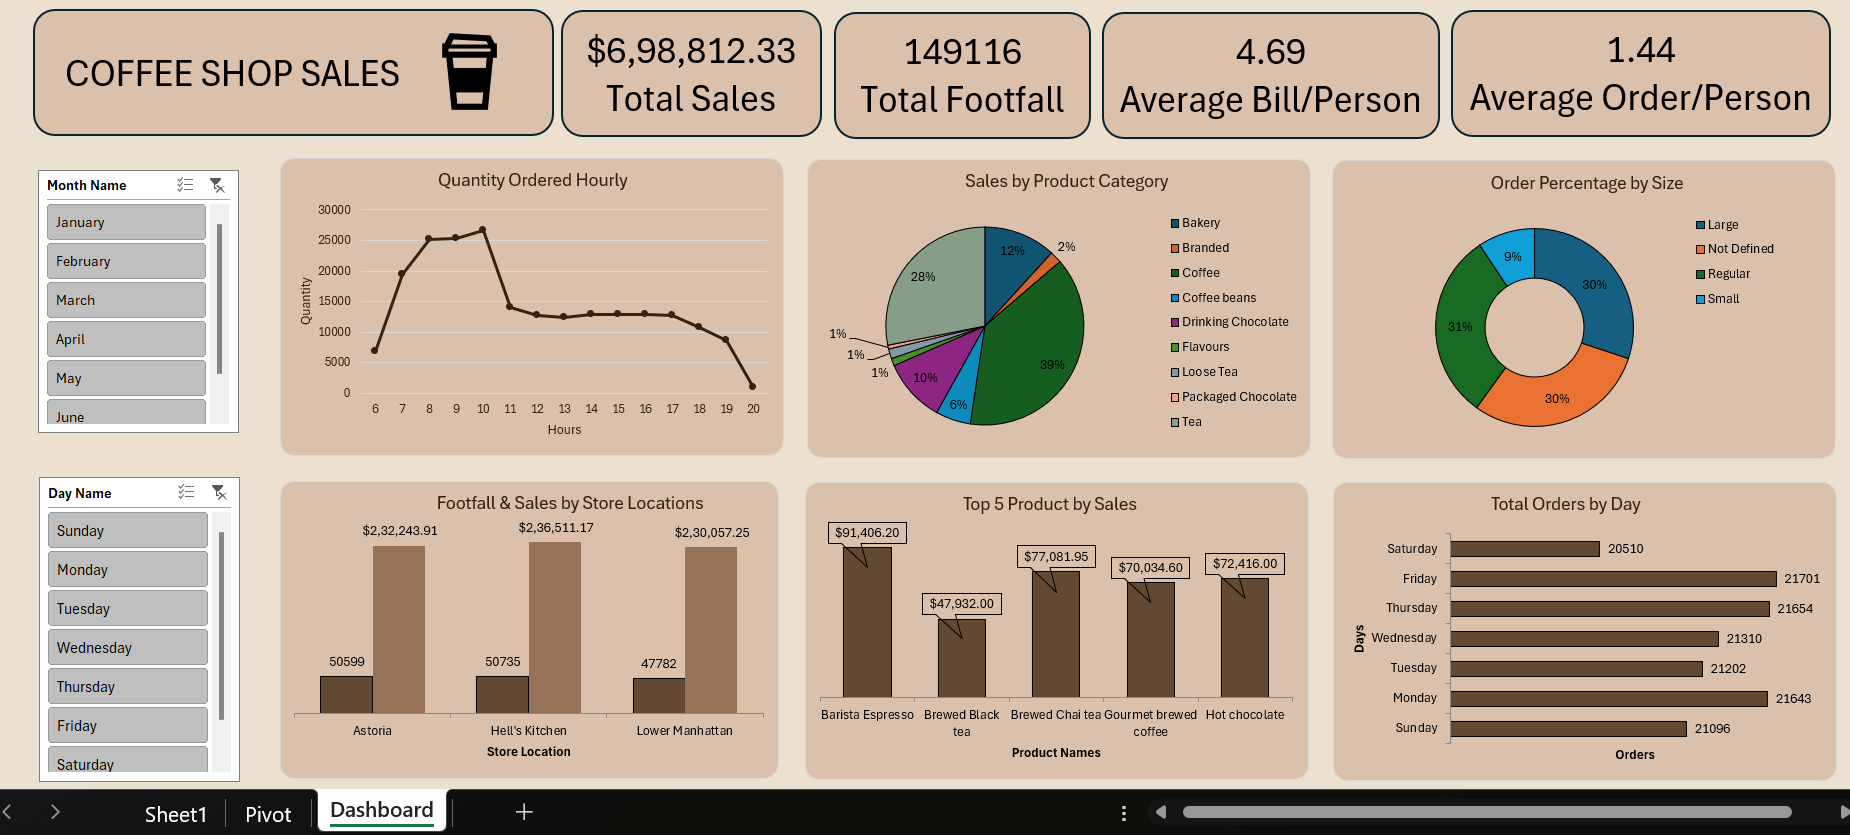 COFFEE SHOP SALES
$6,98,812.33
Total Sales
149116
Total Footfall
4.69
Average Bill/Person
1.44
Average Order/Person
Month Name
January
February
March
April
May
June
Quantity Ordered Hourly
30000
25000
20000
15000
10000
5000
0
Quantity
6 7 8 9 10 11 12 13 14 15 16 17 18 19 20
Hours
Sales by Product Category
12%
2%
39%
6%
10%
1%
1%
1%
28%
Bakery
Branded
Coffee
Coffee beans
Drinking Chocolate
Flavours
Loose Tea
Packaged Chocolate
Tea
Order Percentage by Size
30%
30%
31%
9%
Large
Not Defined
Regular
Small
Day Name
Sunday
Monday
Tuesday
Wednesday
Thursday
Friday
Saturday
Footfall & Sales by Store Locations
$2,32,243.91
$2,36,511.17
$2,30,057.25
50599
50735
47782
Astoria
Hell's Kitchen
Lower Manhattan
Store Location
Top 5 Product by Sales
$91,406.20
$47,932.00
$77,081.95
$70,034.60
$72,416.00
Barista Espresso
Brewed Black
tea
Brewed Chai tea
Gourmet brewed
coffee
Hot chocolate
Product Names
Total Orders by Day
Days
Saturday 20510
Friday 21701
Thursday 21654
Wednesday 21310
Tuesday 21202
Monday 21643
Sunday 21096
Orders
Sheet1
Pivot
Dashboard